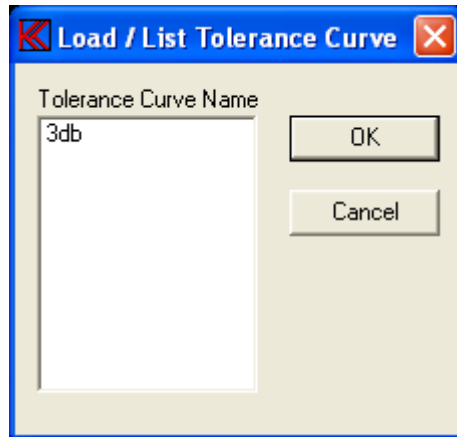 Load / List Tolerance Curve
Tolerance Curve Name
3db
OK
Cancel